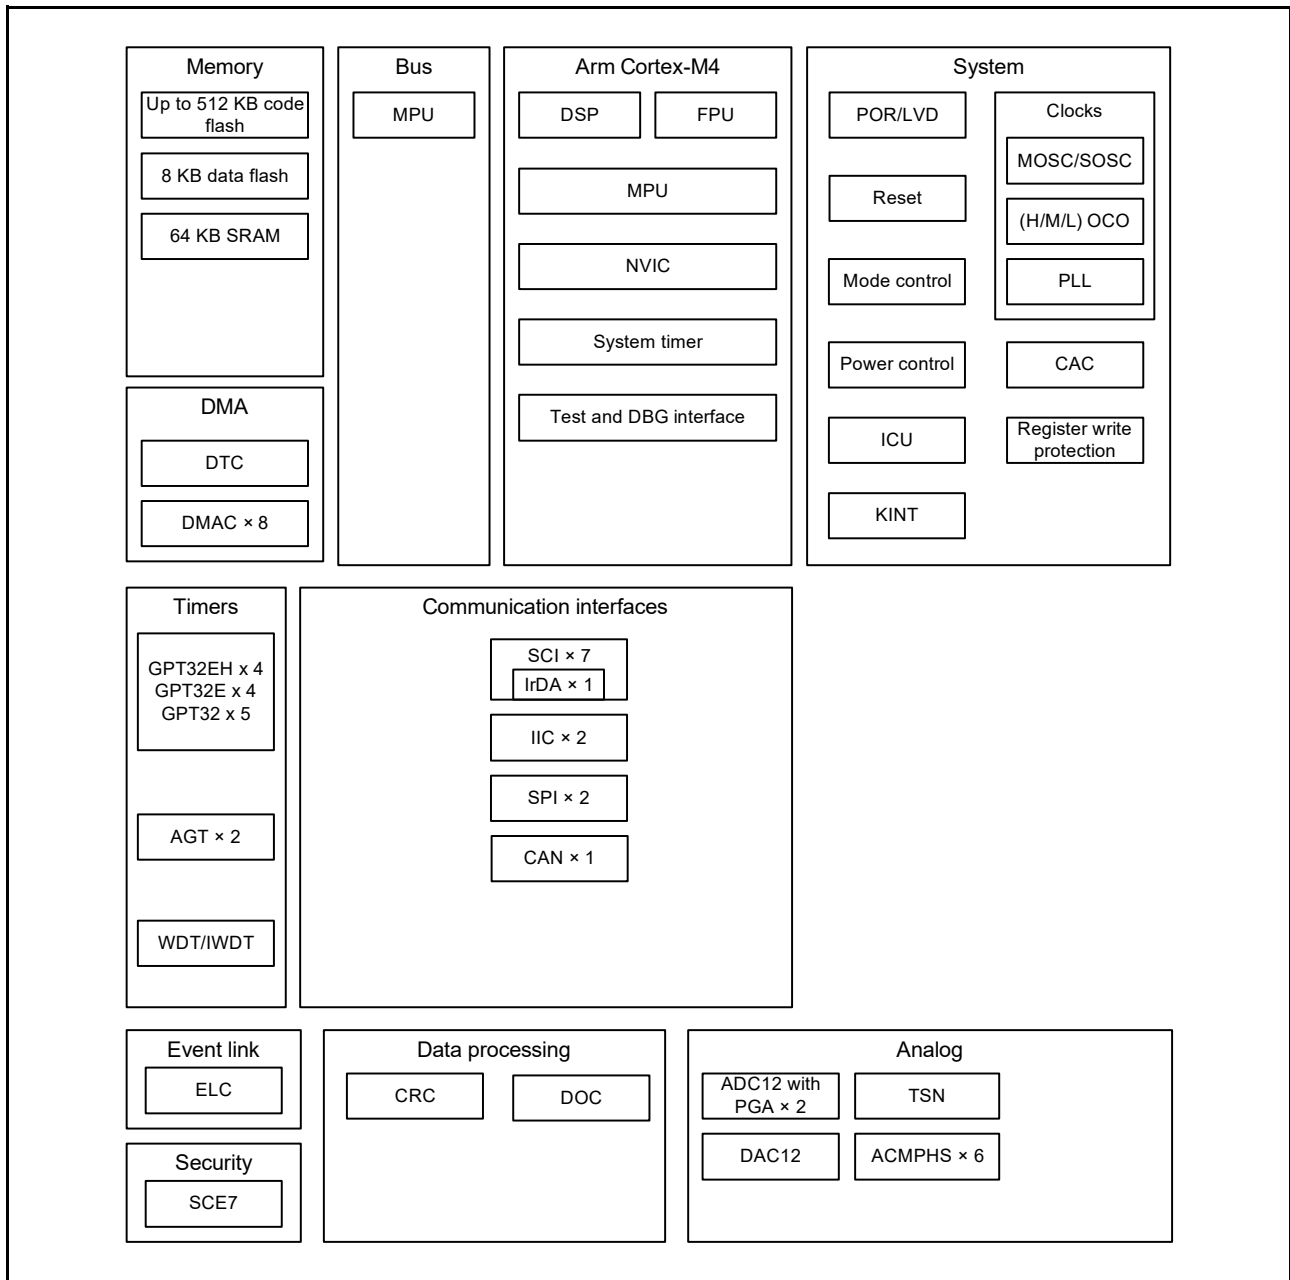 Memory
Up to 512 KB code
flash
8 KB data flash
64 KB SRAM
DMA
DTC
DMAC × 8
Bus
MPU
Arm Cortex-M4
DSP
FPU
MPU
NVIC
System timer
Test and DBG interface
System
POR/LVD
Reset
Mode control
Power control
ICU
KINT
Clocks
MOSC/SOSC
(H/M/L) OCO
PLL
CAC
Register write
protection
Timers
GPT32EH x 4
GPT32E x 4
GPT32 x 5
AGT × 2
WDT/IWDT
Communication interfaces
SCI × 7
IrDA × 1
IIC × 2
SPI × 2
CAN × 1
Event link
ELC
Security
SCE7
Data processing
CRC
DOC
Analog
ADC12 with
PGA × 2
TSN
DAC12
ACMPHS × 6